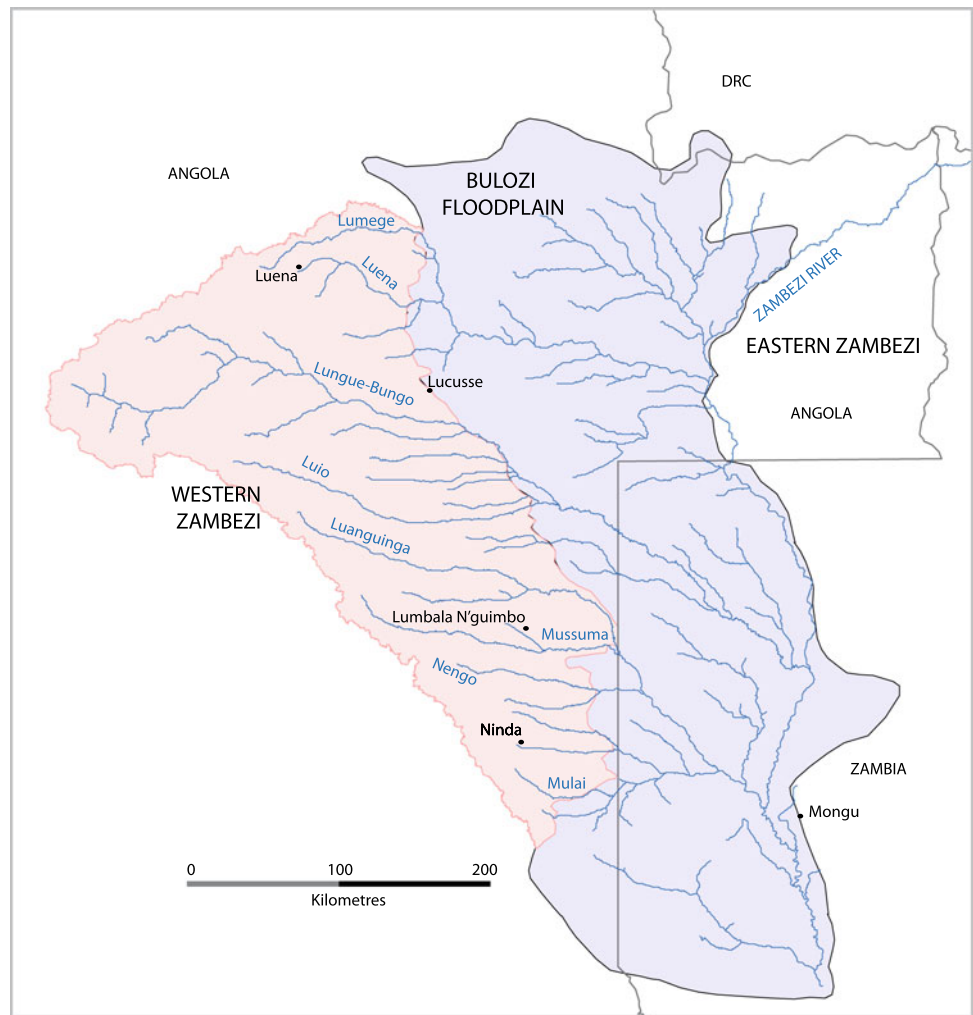 DRC
ANGOLA
BULOZI
FLOODPLAIN
Lumege
Luena
Luena
ZAMBEZI RIVER
EASTERN ZAMBEZI
Lungue-Bungo
Lucusse
ANGOLA
Luio
WESTERN
ZAMBEZI
Luanguinga
Lumbala N'guimbo
Mussuma
Nengo
Ninda
ZAMBIA
Mulai
Mongu
0 100 200
Kilometres